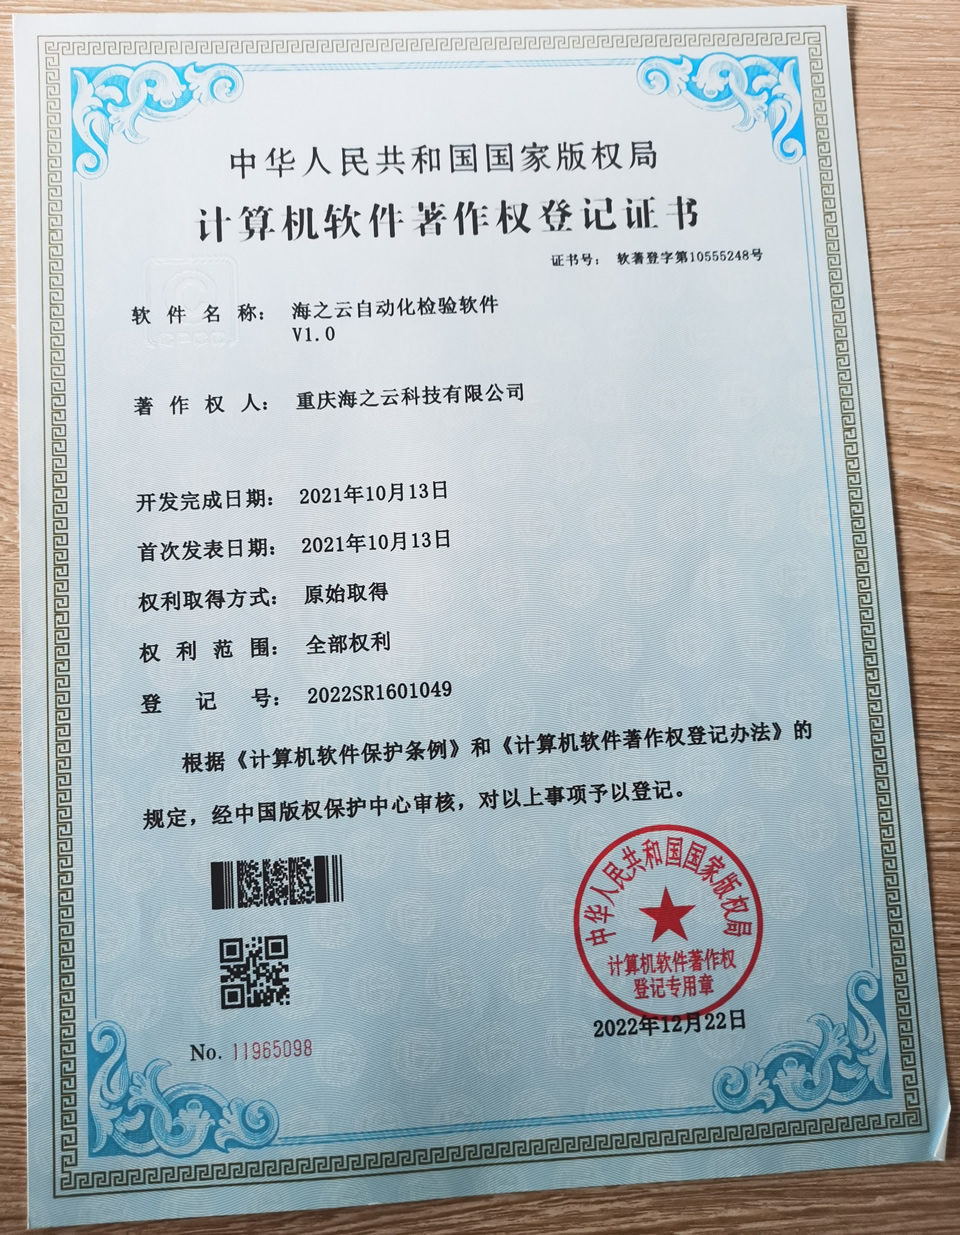 中华人民共和国国家版权局
计算机软件著作权登记证书
证书号： 软著登字第10555248号
软件名称： 海之云自动化检验软件
V1.0
著作权人： 重庆海之云科技有限公司
开发完成日期： 2021年10月13日
首次发表日期： 2021年10月13日
权利取得方式： 原始取得
权利范围： 全部权利
登记号： 2022SR1601049
根据《计算机软件保护条例》和《计算机软件著作权登记办法》的
规定，经中国版权保护中心审核，对以上事项予以登记。
中华人民共和国国家版权局
计算机软件著作权
登记专用章
2022年12月22日
No. 11965098